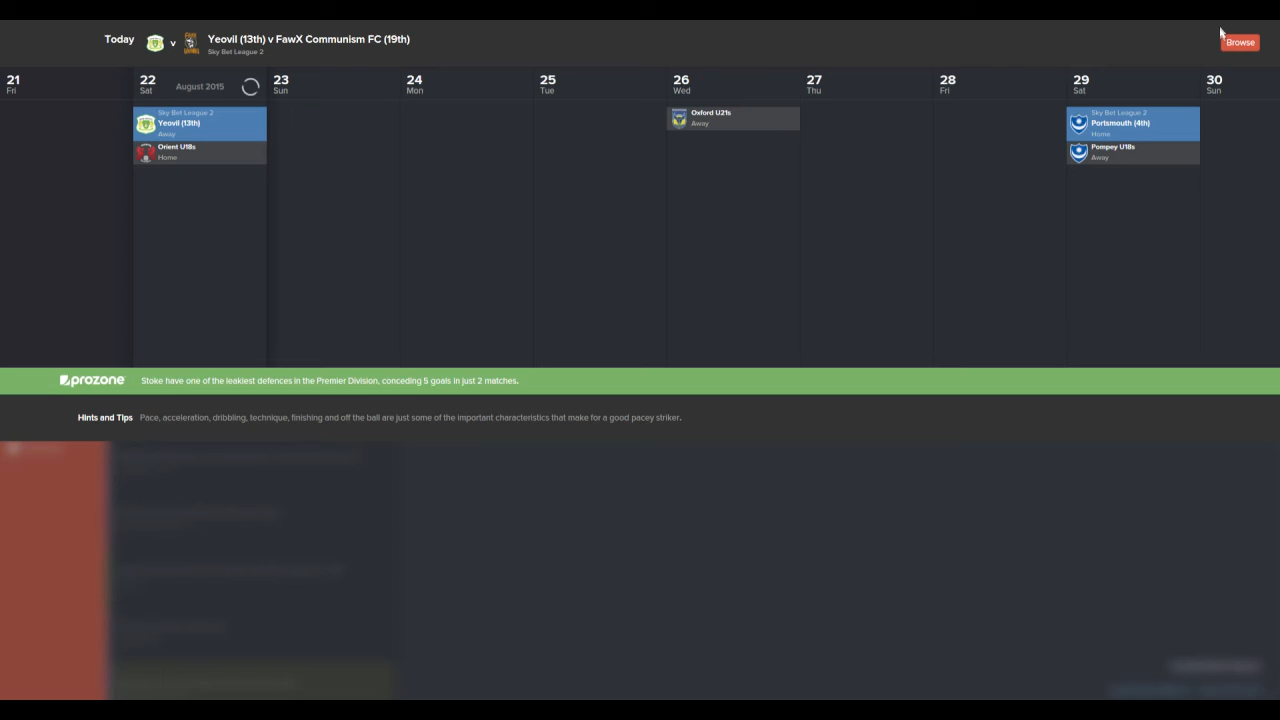 Today
v
Yeovil (13th) v FawX Communism FC (19th)
Sky Bet League 2
Browse
21
Fri
22
Sat
August 2015
23
Sun
24
Mon
25
Tue
26
Wed
27
Thu
28
Fri
29
Sat
30
Sun
Sky Bet League 2
Yeovil (13th)
Away
Orient U18s
Home
Oxford U21s
Away
Sky Bet League 2
Portsmouth (4th)
Home
Pompey U18s
Away
prozone
Stoke have one of the leakiest defences in the Premier Division, conceding 5 goals in just 2 matches.
Hints and Tips
Pace, acceleration, dribbling, technique, finishing and off the ball are just some of the important characteristics that make for a good pacey striker.